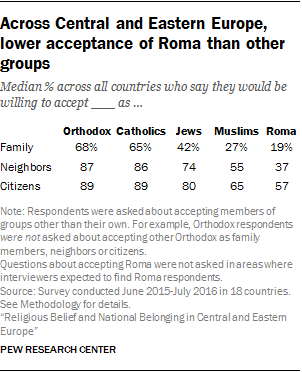 Across Central and Eastern Europe,
lower acceptance of Roma than other
groups
Median % across all countries who say they would be
willing to accept ___ as ...
Orthodox Catholics Jews Muslims Roma
Family 68% 65% 42% 27% 19%
Neighbors 87 86 74 55 37
Citizens 89 89 80 65 57
Note: Respondents were asked about accepting members of
groups other than their own. For example, Orthodox respondents
were not asked about accepting other Orthodox as family
members, neighbors or citizens.
Questions about accepting Roma were not asked in areas where
interviewers expected to find Roma respondents.
Source: Survey conducted June 2015-July 2016 in 18 countries.
See Methodology for details.
“Religious Belief and National Belonging in Central and Eastern
Europe”
PEW RESEARCH CENTER